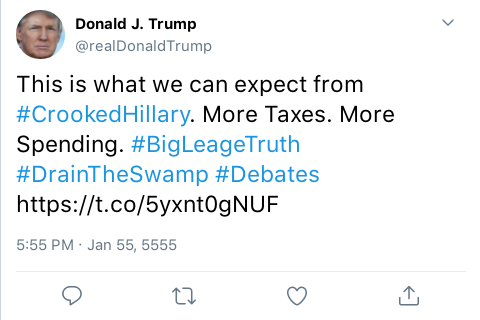 Donald J. Trump
@realDonaldTrump
This is what we can expect from
#CrookedHillary. More Taxes. More
Spending. #BigLeageTruth
#DrainTheSwamp #Debates
https://t.co/5yxnt0gNUF
5:55 PM · Jan 55, 5555